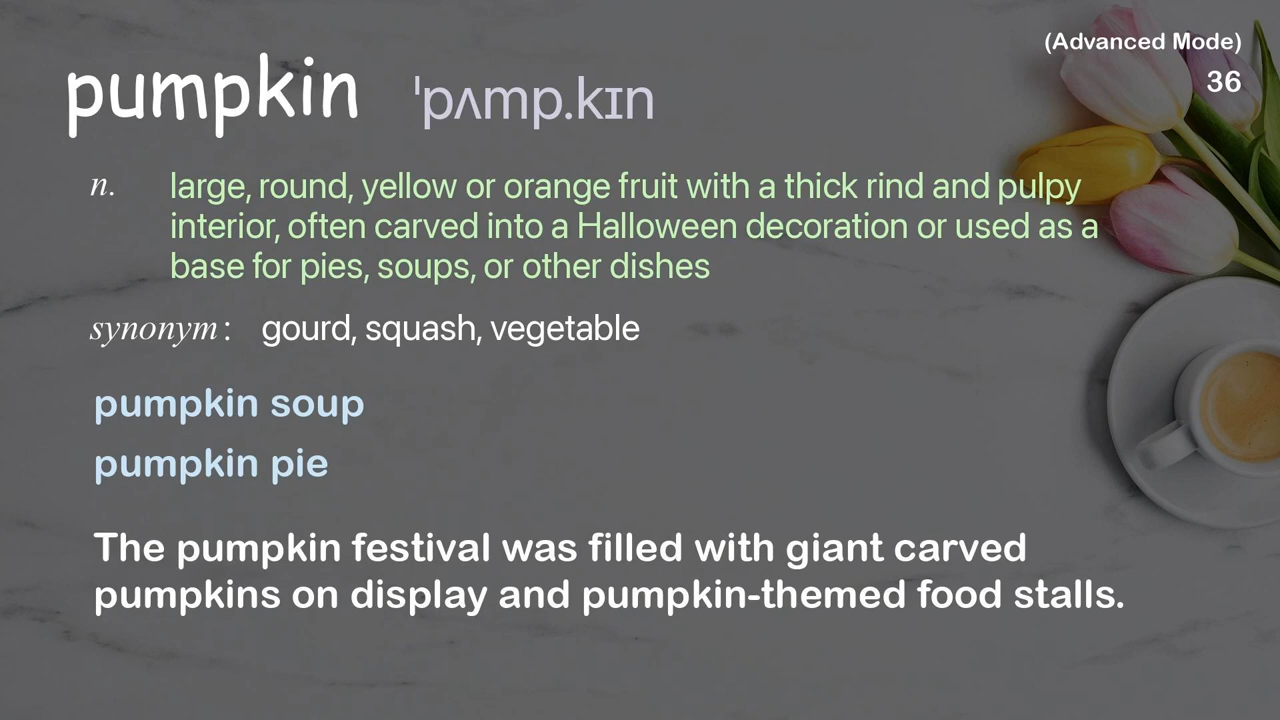 (Advanced Mode)
36
pumpkin ˈpʌmp.kɪn
n. large, round, yellow or orange fruit with a thick rind and pulpy
interior, often carved into a Halloween decoration or used as a
base for pies, soups, or other dishes
synonym: gourd, squash, vegetable
pumpkin soup
pumpkin pie
The pumpkin festival was filled with giant carved
pumpkins on display and pumpkin-themed food stalls.